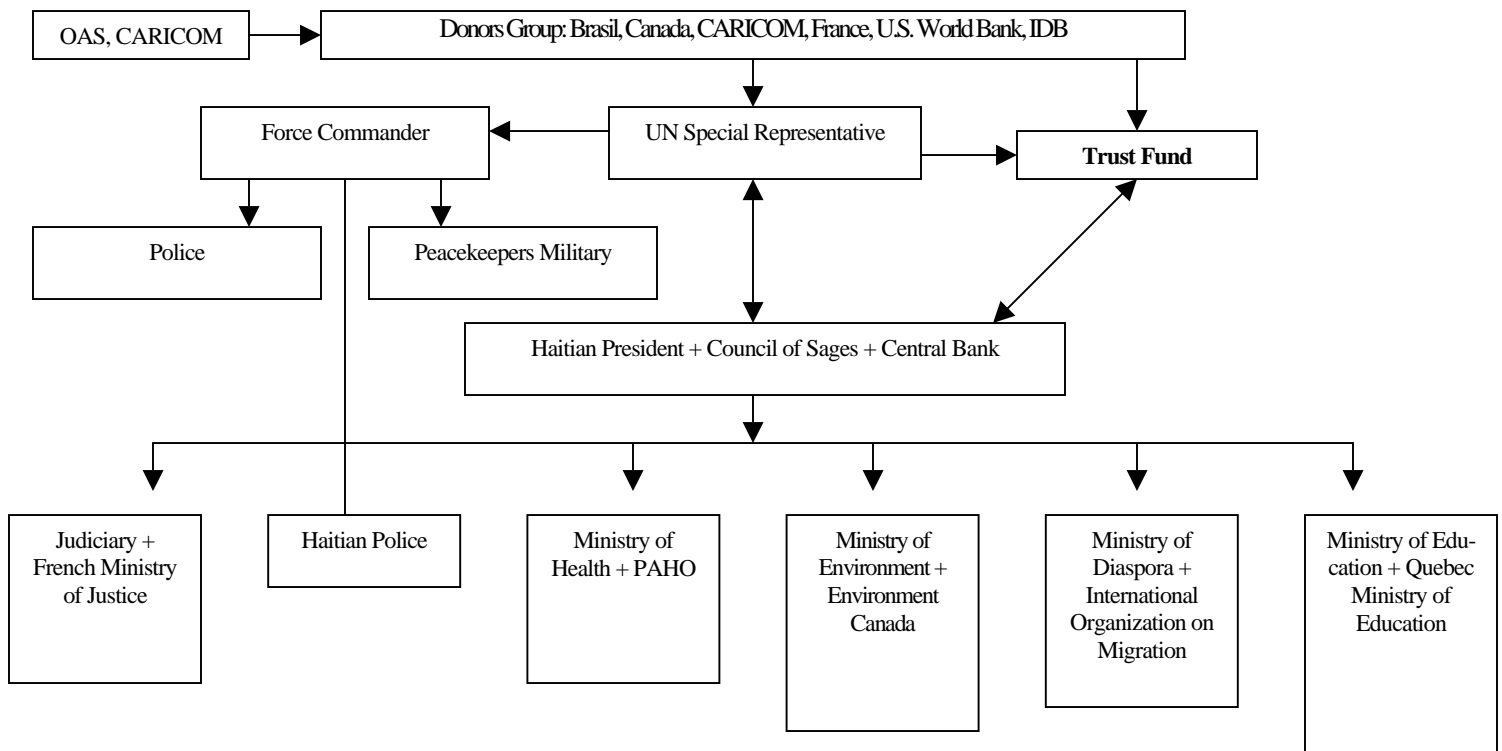 OAS, CARICOM
Donors Group: Brasil, Canada, CARICOM, France, U.S. World Bank, IDB
Force Commander
UN Special Representative
Trust Fund
Police
Peacekeepers Military
Haitian President + Council of Sages + Central Bank
Judiciary +
French Ministry
of Justice
Haitian Police
Ministry of
Health + PAHO
Ministry of
Environment +
Environment
Canada
Ministry of
Diaspora +
International
Organization on
Migration
Ministry of Edu-
cation + Quebec
Ministry of
Education